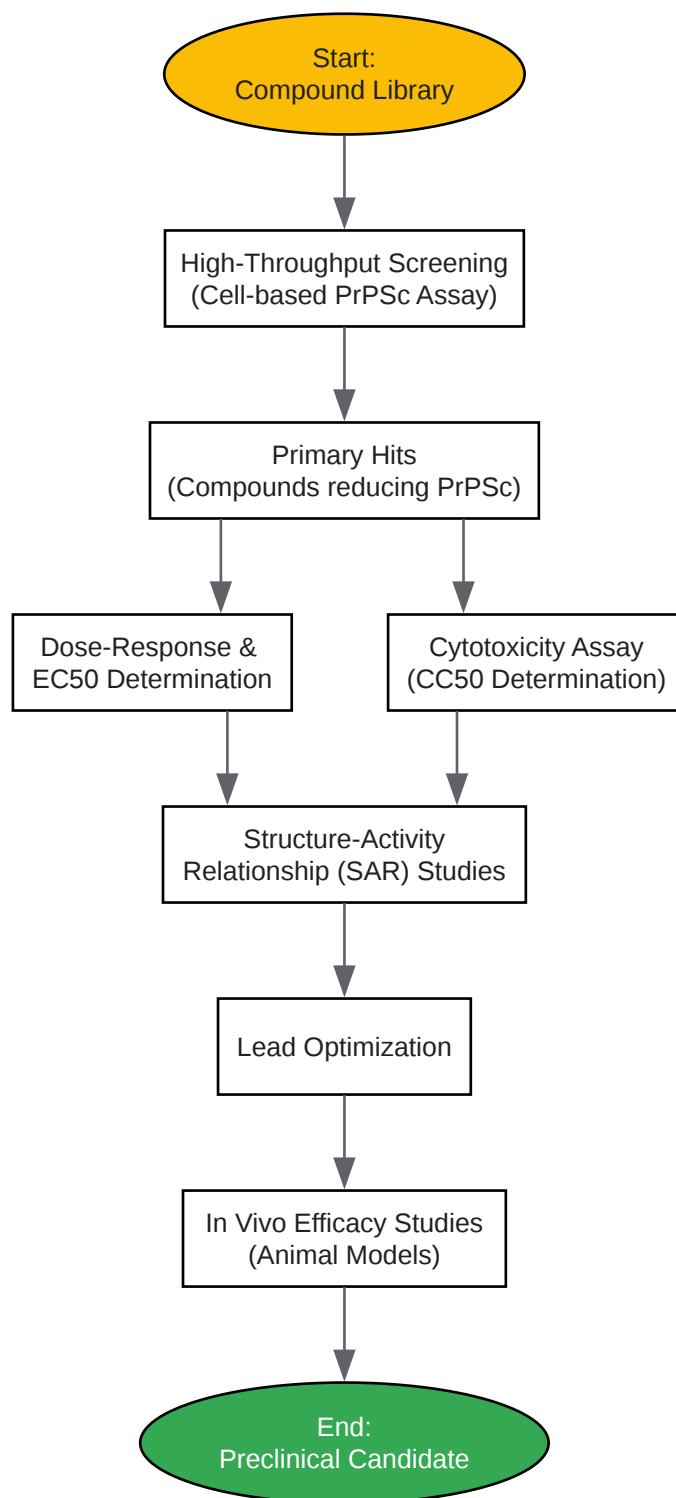 Start:
Compound Library
High-Throughput Screening
(Cell-based PrPSc Assay)
Primary Hits
(Compounds reducing PrPSc)
Dose-Response &
EC50 Determination
Cytotoxicity Assay
(CC50 Determination)
Structure-Activity
Relationship (SAR) Studies
Lead Optimization
In Vivo Efficacy Studies
(Animal Models)
End:
Preclinical Candidate